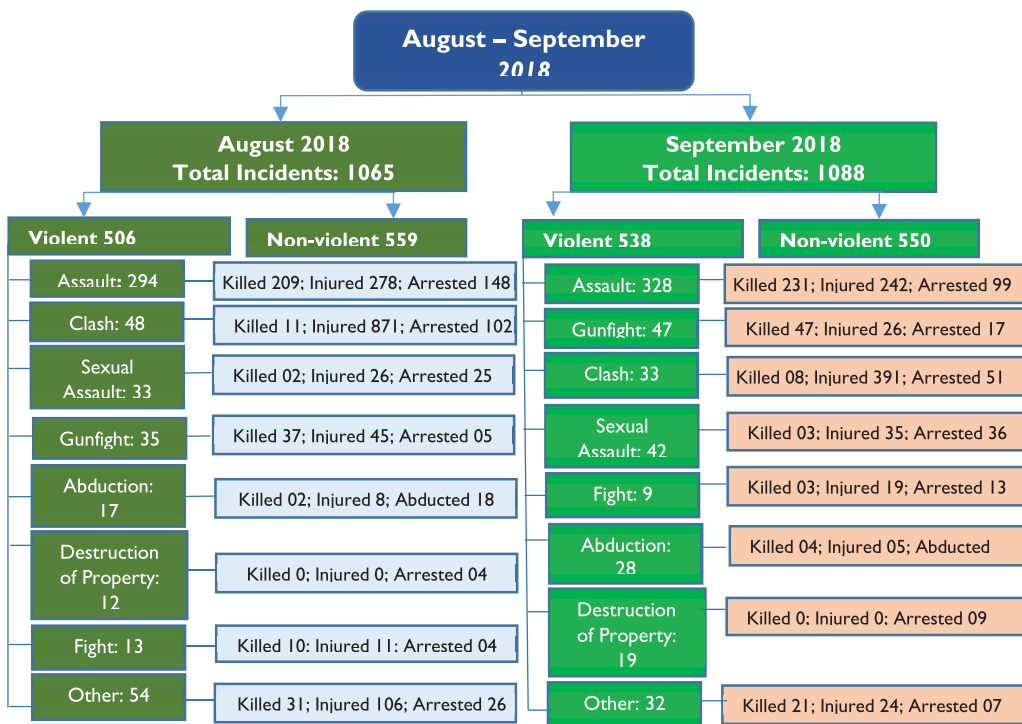 August – September
2018
August 2018
Total Incidents: 1065
September 2018
Total Incidents: 1088
Violent 506
Non-violent 559
Violent 538
Non-violent 550
Assault: 294
Killed 209; Injured 278; Arrested 148
Clash: 48
Killed 11; Injured 871; Arrested 102
Sexual
Assault: 33
Killed 02; Injured 26; Arrested 25
Gunfight: 35
Killed 37; Injured 45; Arrested 05
Abduction:
17
Killed 02; Injured 8; Abducted 18
Destruction
of Property:
12
Killed 0; Injured 0; Arrested 04
Fight: 13
Killed 10: Injured 11: Arrested 04
Other: 54
Killed 31; Injured 106; Arrested 26
Assault: 328
Killed 231; Injured 242; Arrested 99
Gunfight: 47
Killed 47; Injured 26; Arrested 17
Clash: 33
Killed 08; Injured 391; Arrested 51
Sexual
Assault: 42
Killed 03; Injured 35; Arrested 36
Fight: 9
Killed 03; Injured 19; Arrested 13
Abduction:
28
Killed 04; Injured 05; Abducted
Destruction
of Property:
19
Killed 0; Injured 0: Arrested 09
Other: 32
Killed 21; Injured 24; Arrested 07